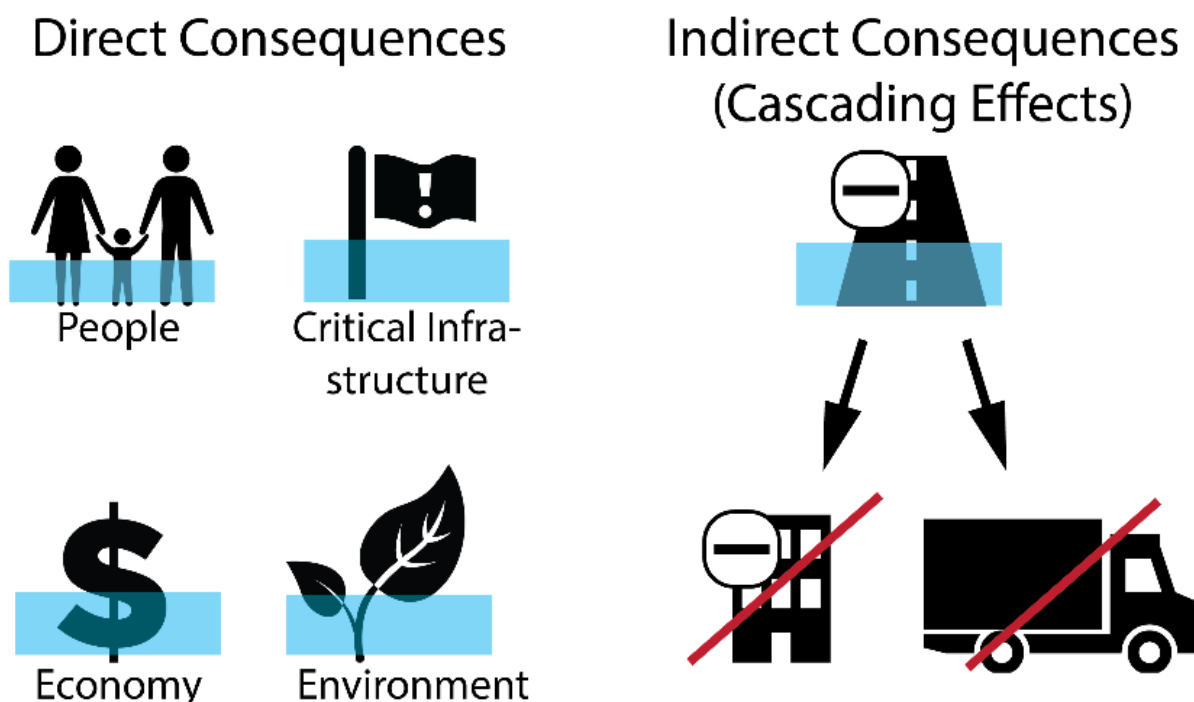 Direct Consequences
People
Critical Infra-
structure
Economy
Environment
Indirect Consequences
(Cascading Effects)